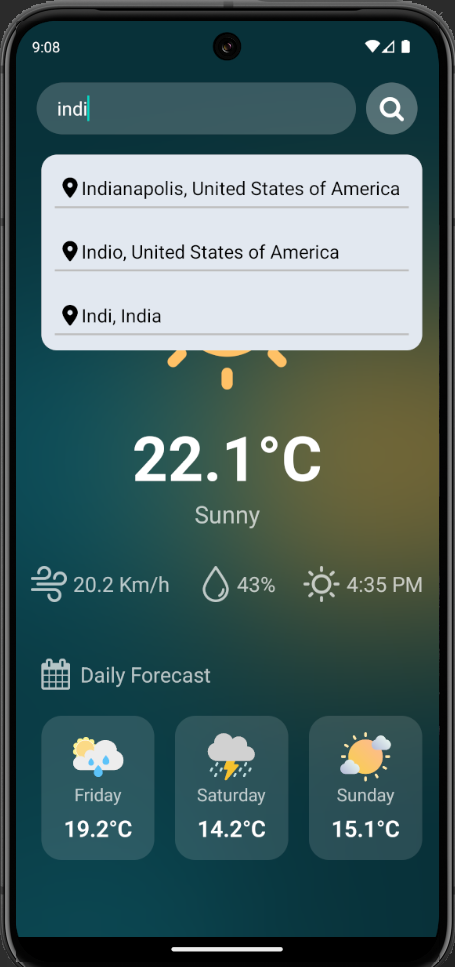 9:08
indi
Indianapolis, United States of America
Indio, United States of America
Indi, India
22.1°C
Sunny
20.2 Km/h 43% 4:35 PM
Daily Forecast
Friday Saturday Sunday
19.2°C 14.2°C 15.1°C